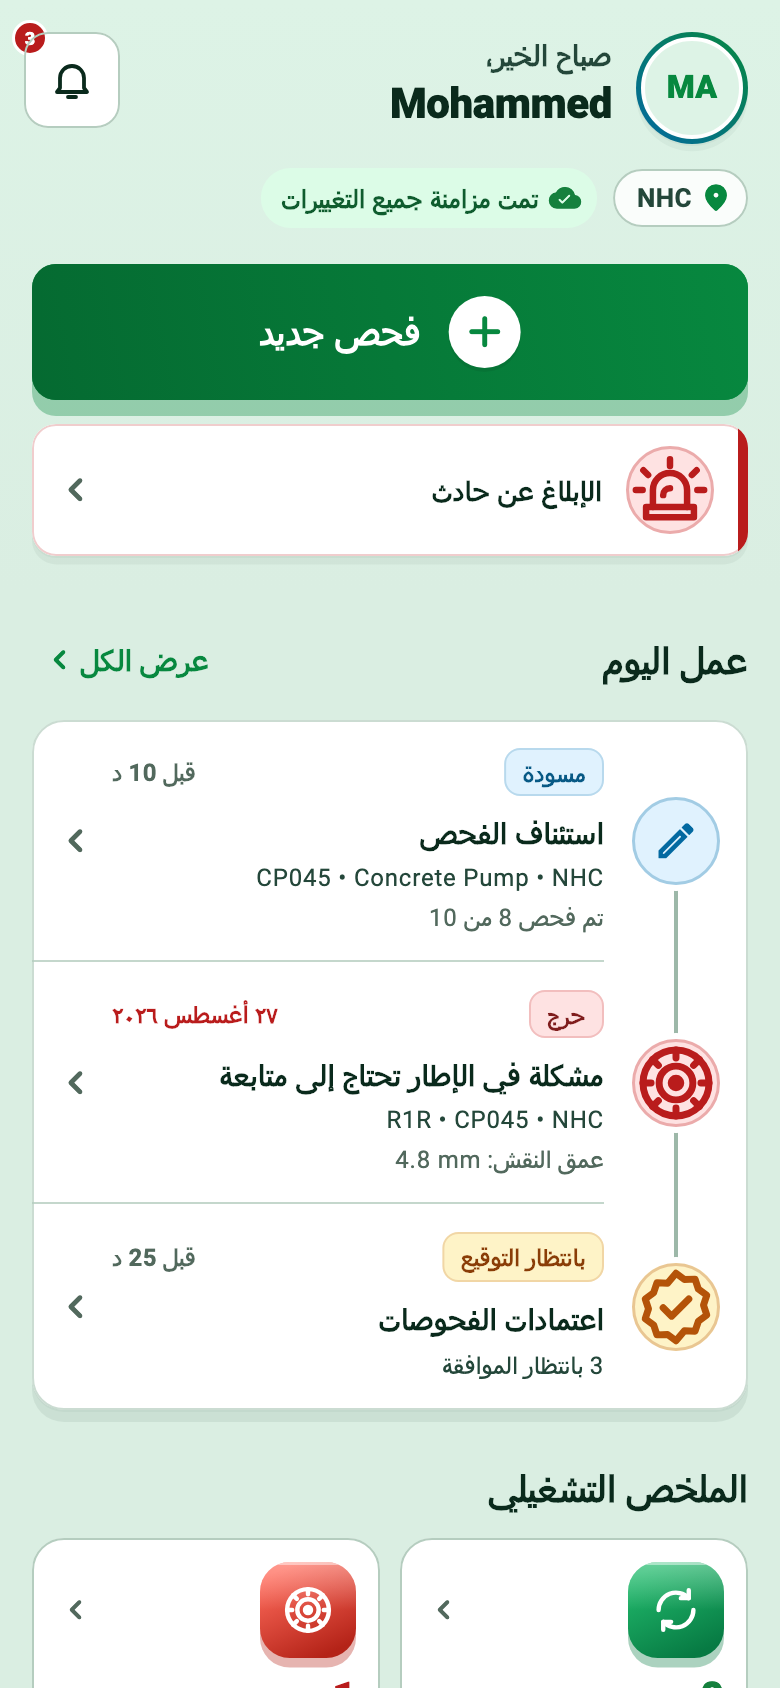 MA
صباح الخير،
Mohammed
3
NHC
تمت مزامنة جميع التغييرات
فحص جديد
الإبلاغ عن حادث
عمل اليوم
عرض الكل
مسودة
قبل 10 د
استئناف الفحص
CP045 • Concrete Pump • NHC
تم فحص 8 من 10
حرج
٢٧ أغسطس ٢٠٢٦
مشكلة في الإطار تحتاج إلى متابعة
R1R • CP045 • NHC
عمق النقش: 4.8 mm
بانتظار التوقيع
قبل 25 د
اعتمادات الفحوصات
3 بانتظار الموافقة
الملخص التشغيلي